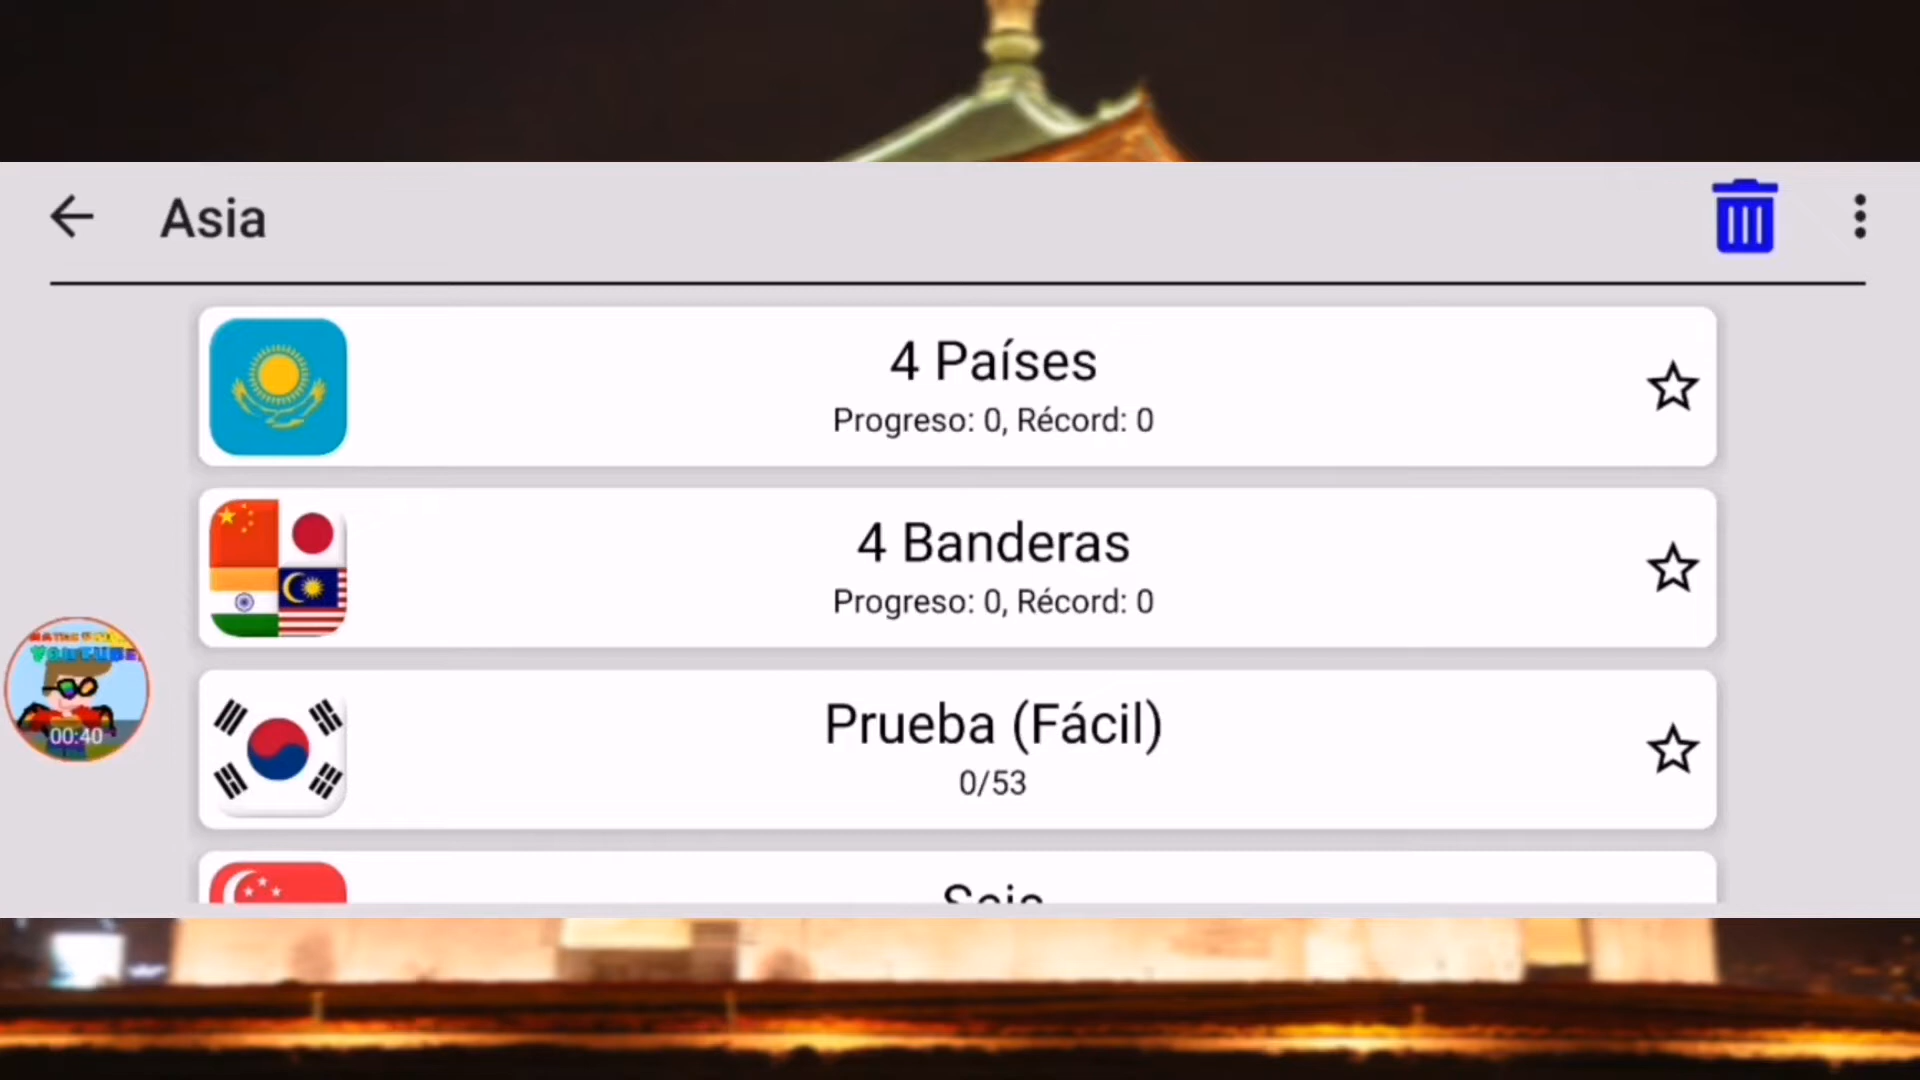 Asia
4 Países
Progreso: 0, Récord: 0
4 Banderas
Progreso: 0, Récord: 0
YOUTUBE
00:40
Prueba (Fácil)
0/53